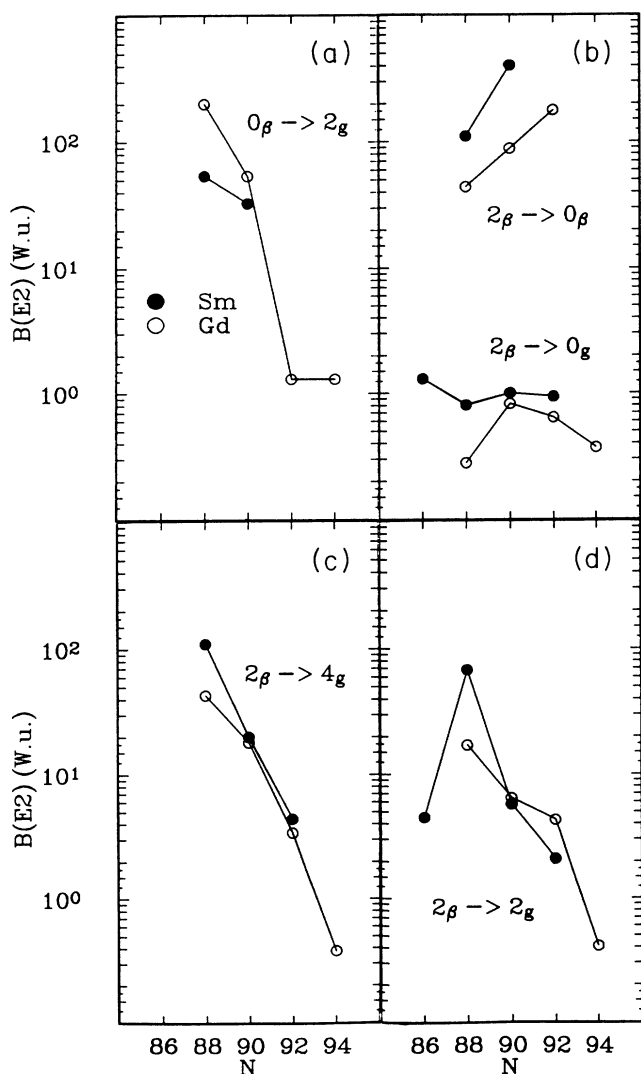 (a)
0β –> 2g
10²
10¹
10⁰
B(E2) (W.u.)
● Sm
○ Gd
(b)
2β –> 0β
2β –> 0g
(c)
2β –> 4g
10²
10¹
10⁰
B(E2) (W.u.)
(d)
2β –> 2g
86 88 90 92 94
N
86 88 90 92 94
N